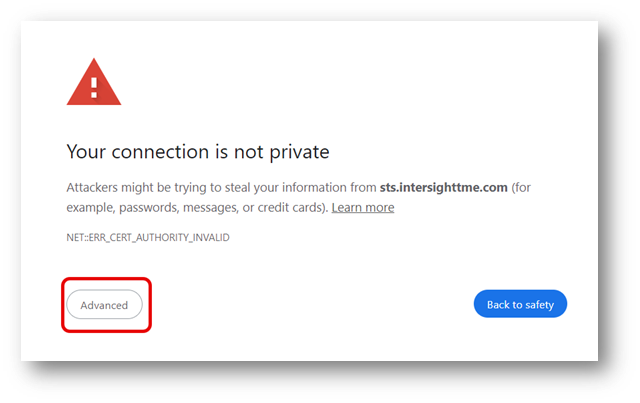 Your connection is not private
Attackers might be trying to steal your information from sts.intersighttme.com (for
example, passwords, messages, or credit cards). Learn more
NET::ERR_CERT_AUTHORITY_INVALID
Advanced
Back to safety